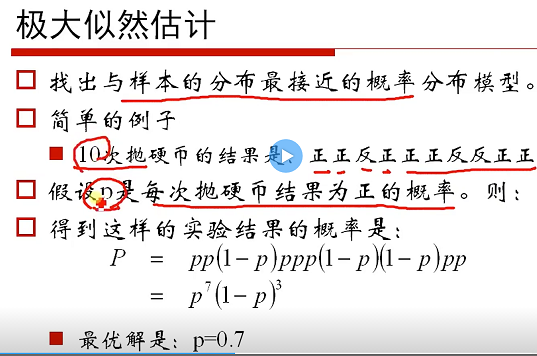 极大似然估计
找出与样本的分布最接近的概率分布模型。
简单的例子
10次抛硬币的结果是：正正反正正正反反正正
假设p是每次抛硬币结果为正的概率。则：
得到这样的实验结果的概率是：
P = pp(1-p)ppp(1-p)(1-p)pp
= p⁷(1-p)³
最优解是：p=0.7